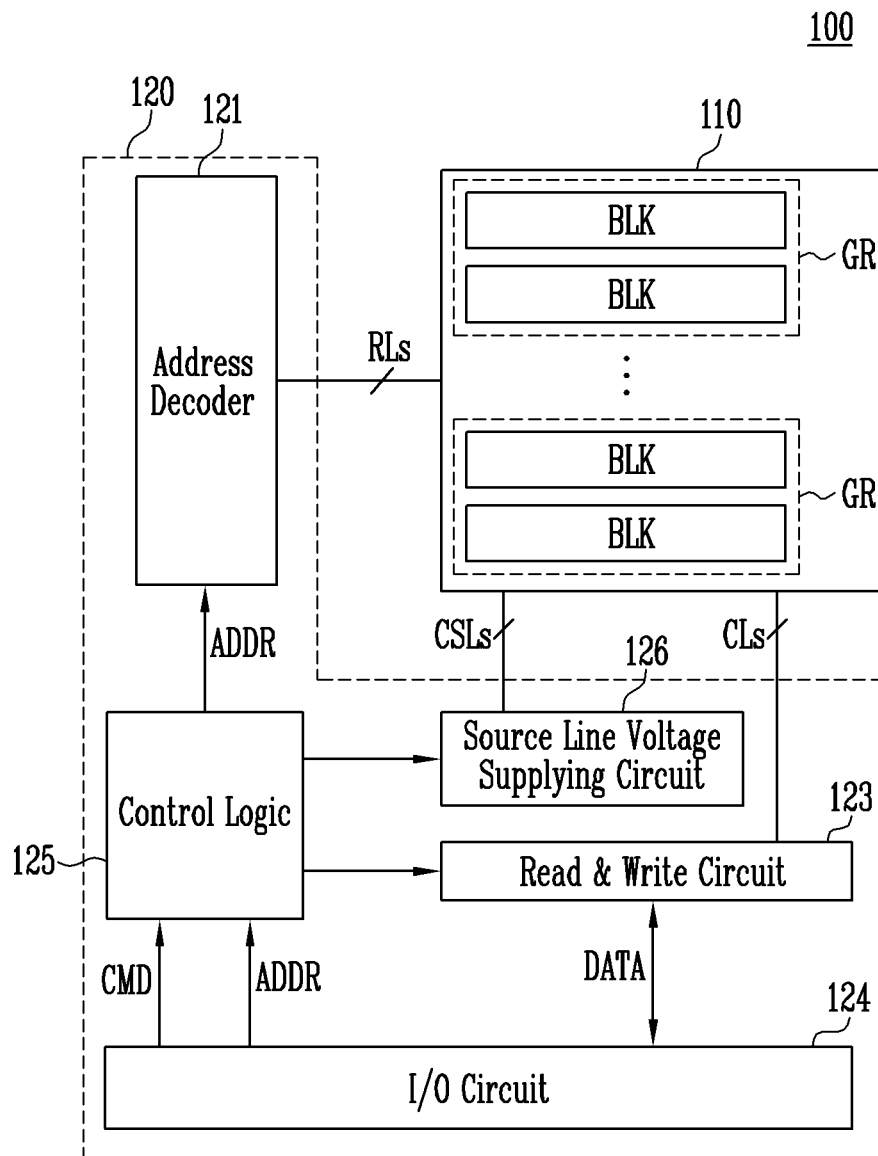 100
120
121
110
BLK
GR
BLK
Address
Decoder
RLs
BLK
GR
BLK
ADDR
CSLs
CLs
126
Source Line Voltage
Supplying Circuit
Control Logic
123
125
Read & Write Circuit
CMD
ADDR
DATA
124
I/O Circuit